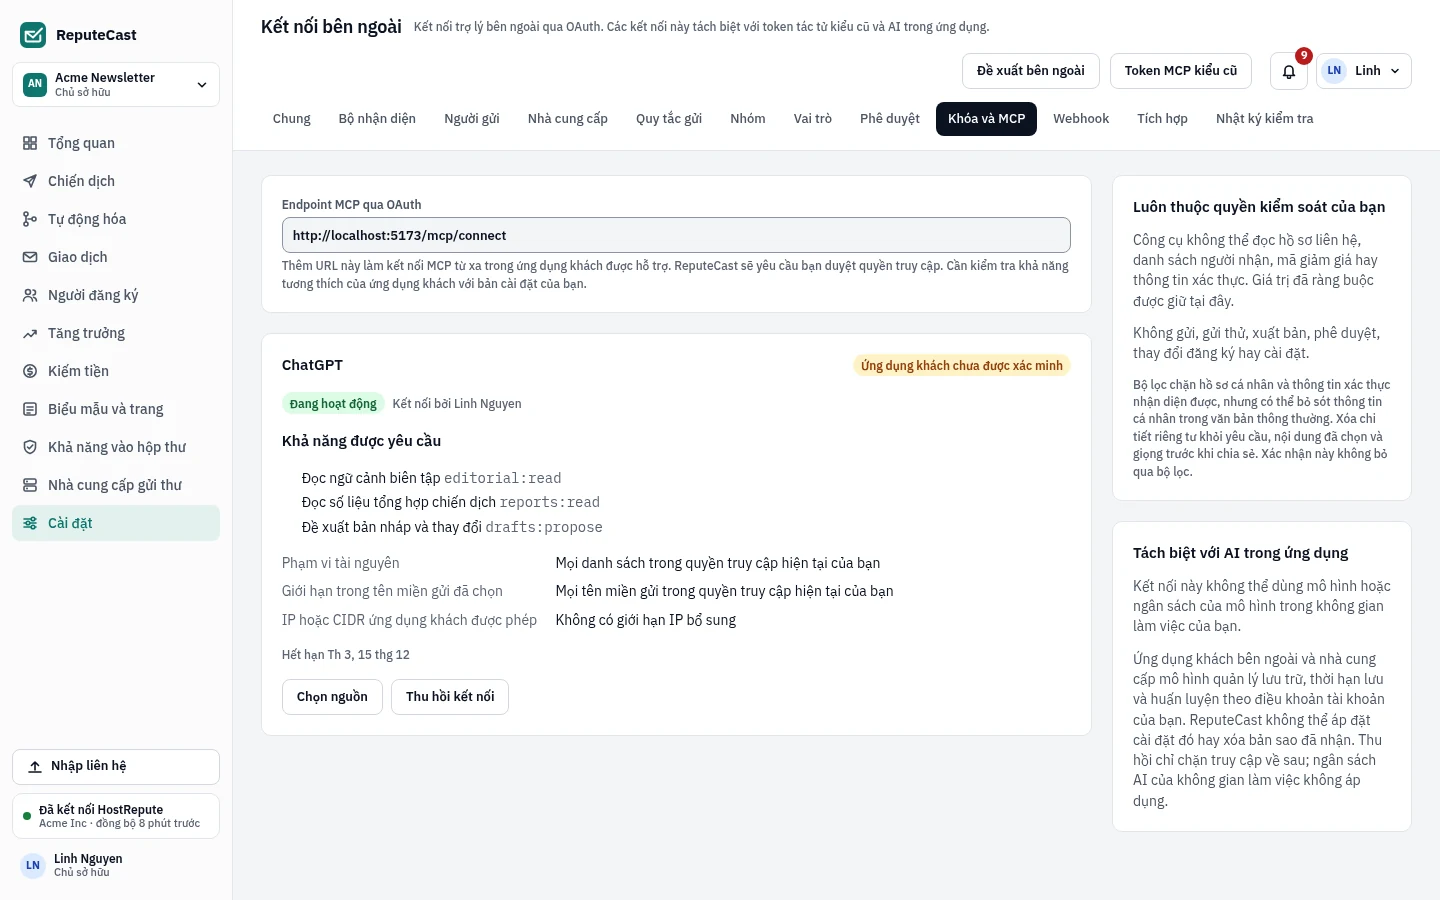 ReputeCast
AN
Acme Newsletter
Chủ sở hữu
Tổng quan
Chiến dịch
Tự động hóa
Giao dịch
Người đăng ký
Tăng trưởng
Kiếm tiền
Biểu mẫu và trang
Khả năng vào hộp thư
Nhà cung cấp gửi thư
Cài đặt
Nhập liên hệ
Đã kết nối HostRepute
Acme Inc · đồng bộ 8 phút trước
LN
Linh Nguyen
Chủ sở hữu
Kết nối bên ngoài
Kết nối trợ lý bên ngoài qua OAuth. Các kết nối này tách biệt với token tác tử kiểu cũ và AI trong ứng dụng.
Đề xuất bên ngoài
Token MCP kiểu cũ
9
LN
Linh
Chung
Bộ nhận diện
Người gửi
Nhà cung cấp
Quy tắc gửi
Nhóm
Vai trò
Phê duyệt
Khóa và MCP
Webhook
Tích hợp
Nhật ký kiểm tra
Endpoint MCP qua OAuth
http://localhost:5173/mcp/connect
Thêm URL này làm kết nối MCP từ xa trong ứng dụng khách được hỗ trợ. ReputeCast sẽ yêu cầu bạn duyệt quyền truy cập. Cần kiểm tra khả năng
tương thích của ứng dụng khách với bản cài đặt của bạn.
ChatGPT
Ứng dụng khách chưa được xác minh
Đang hoạt động
Kết nối bởi Linh Nguyen
Khả năng được yêu cầu
Đọc ngữ cảnh biên tập editorial:read
Đọc số liệu tổng hợp chiến dịch reports:read
Đề xuất bản nháp và thay đổi drafts:propose
Phạm vi tài nguyên
Mọi danh sách trong quyền truy cập hiện tại của bạn
Giới hạn trong tên miền gửi đã chọn
Mọi tên miền gửi trong quyền truy cập hiện tại của bạn
IP hoặc CIDR ứng dụng khách được phép
Không có giới hạn IP bổ sung
Hết hạn Th 3, 15 thg 12
Chọn nguồn
Thu hồi kết nối
Luôn thuộc quyền kiểm soát của bạn
Công cụ không thể đọc hồ sơ liên hệ,
danh sách người nhận, mã giảm giá hay
thông tin xác thực. Giá trị đã ràng buộc
được giữ tại đây.
Không gửi, gửi thử, xuất bản, phê duyệt,
thay đổi đăng ký hay cài đặt.
Bộ lọc chặn hồ sơ cá nhân và thông tin xác thực
nhận diện được, nhưng có thể bỏ sót thông tin
cá nhân trong văn bản thông thường. Xóa chi
tiết riêng tư khỏi yêu cầu, nội dung đã chọn và
giọng trước khi chia sẻ. Xác nhận này không bỏ
qua bộ lọc.
Tách biệt với AI trong ứng dụng
Kết nối này không thể dùng mô hình hoặc
ngân sách của mô hình trong không gian
làm việc của bạn.
Ứng dụng khách bên ngoài và nhà cung
cấp mô hình quản lý lưu trữ, thời hạn lưu
và huấn luyện theo điều khoản tài khoản
của bạn. ReputeCast không thể áp đặt
cài đặt đó hay xóa bản sao đã nhận. Thu
hồi chỉ chặn truy cập về sau; ngân sách
AI của không gian làm việc không áp
dụng.